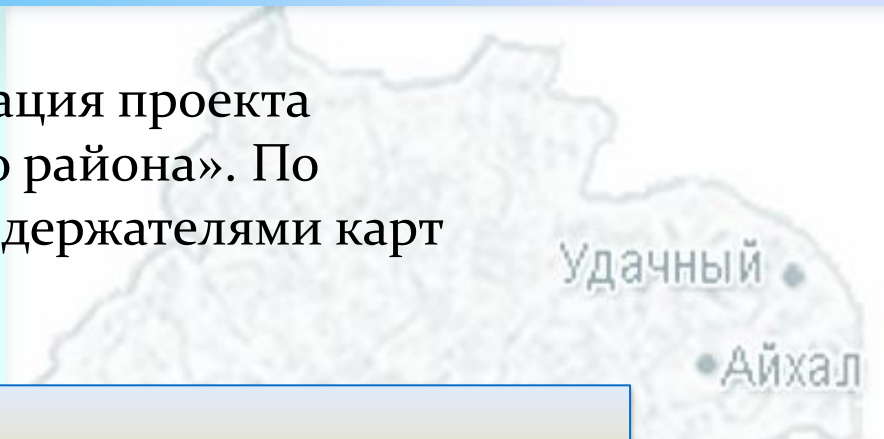 ация проекта
о района». По
держателями карт
Удачный
Айхал